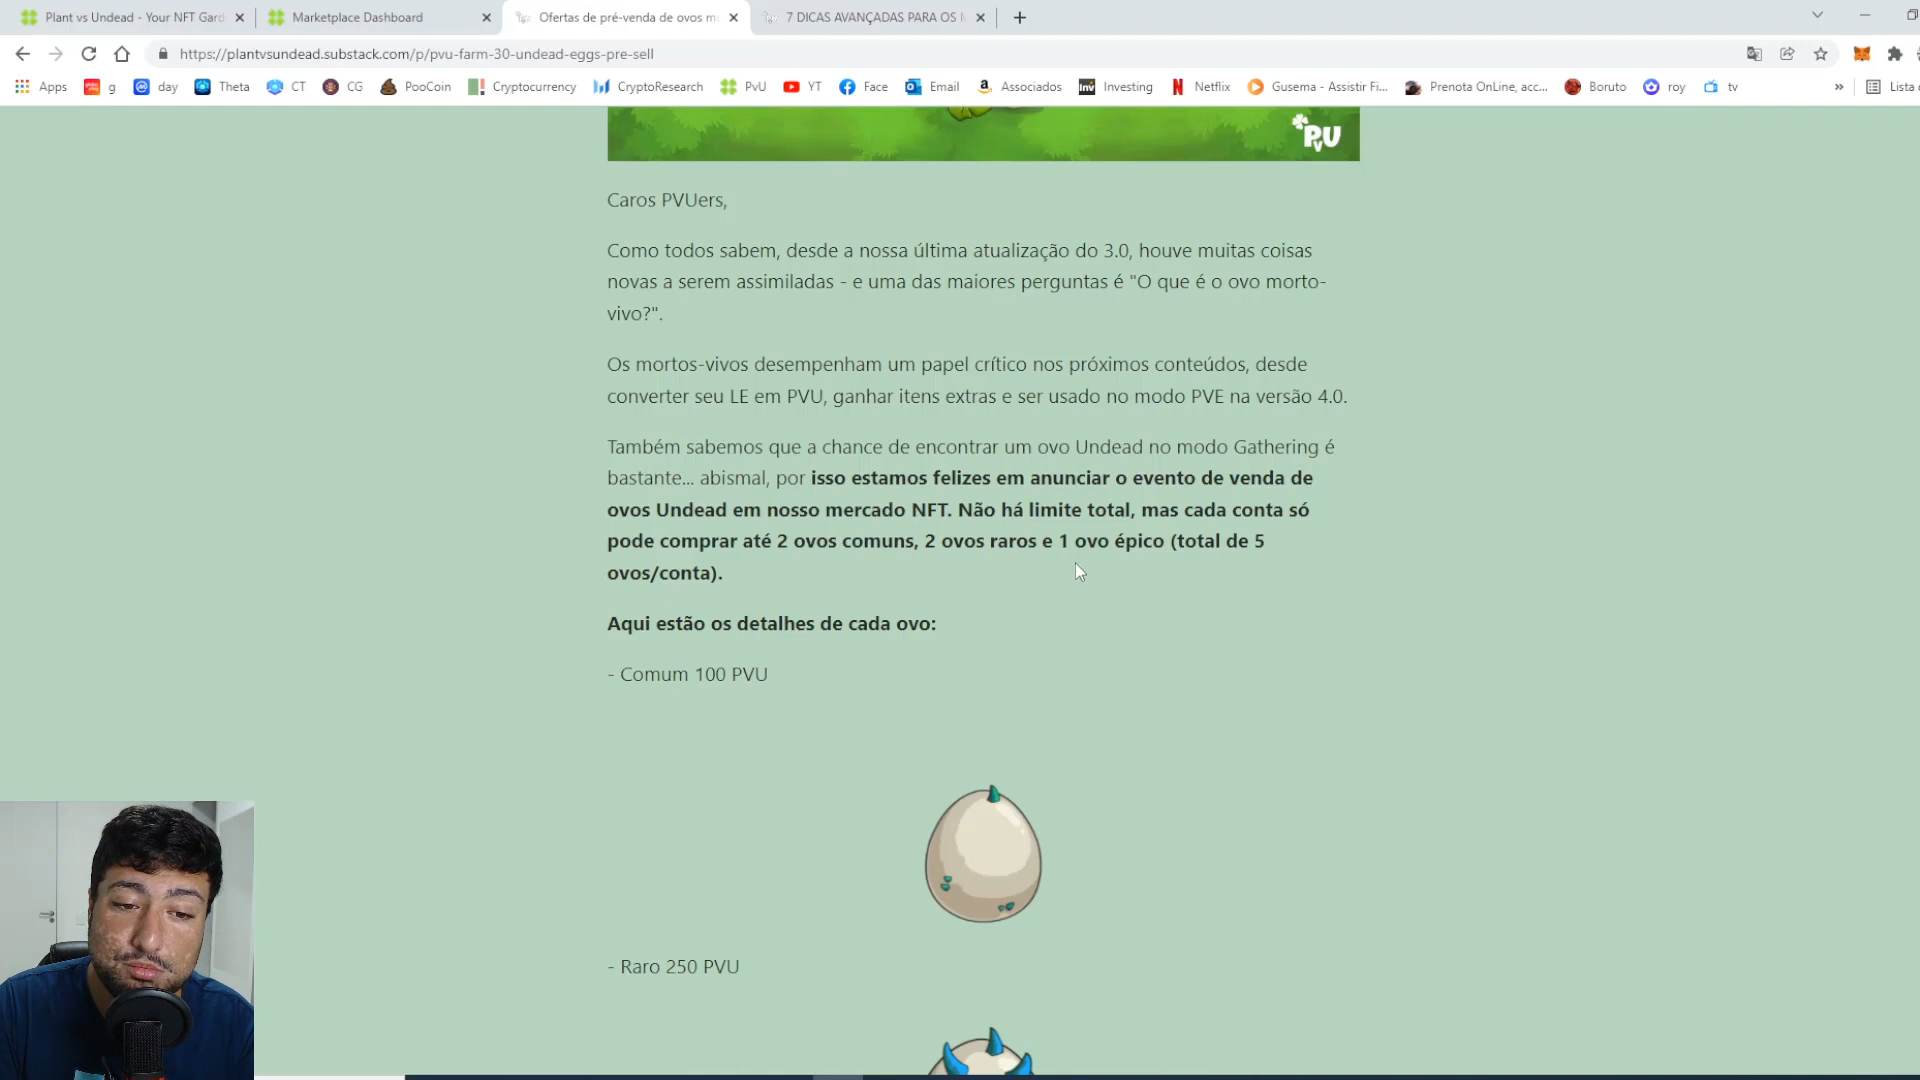 Plant vs Undead - Your NFT Gard
Marketplace Dashboard
Ofertas de pré-venda de ovos m
7 DICAS AVANÇADAS PARA OS
https://plantvsundead.substack.com/p/pvu-farm-30-undead-eggs-pre-sell
Apps g day Theta CT CG PooCoin Cryptocurrency CryptoResearch PvU YT Face Email Associados Investing Netflix Gusema - Assistir Fi... Prenota OnLine, acc... Boruto roy tv » Lista
PVU
Caros PVUers,
Como todos sabem, desde a nossa última atualização do 3.0, houve muitas coisas
novas a serem assimiladas - e uma das maiores perguntas é "O que é o ovo morto-
vivo?".
Os mortos-vivos desempenham um papel crítico nos próximos conteúdos, desde
converter seu LE em PVU, ganhar itens extras e ser usado no modo PVE na versão 4.0.
Também sabemos que a chance de encontrar um ovo Undead no modo Gathering é
bastante... abismal, por isso estamos felizes em anunciar o evento de venda de
ovos Undead em nosso mercado NFT. Não há limite total, mas cada conta só
pode comprar até 2 ovos comuns, 2 ovos raros e 1 ovo épico (total de 5
ovos/conta).
Aqui estão os detalhes de cada ovo:
- Comum 100 PVU
- Raro 250 PVU